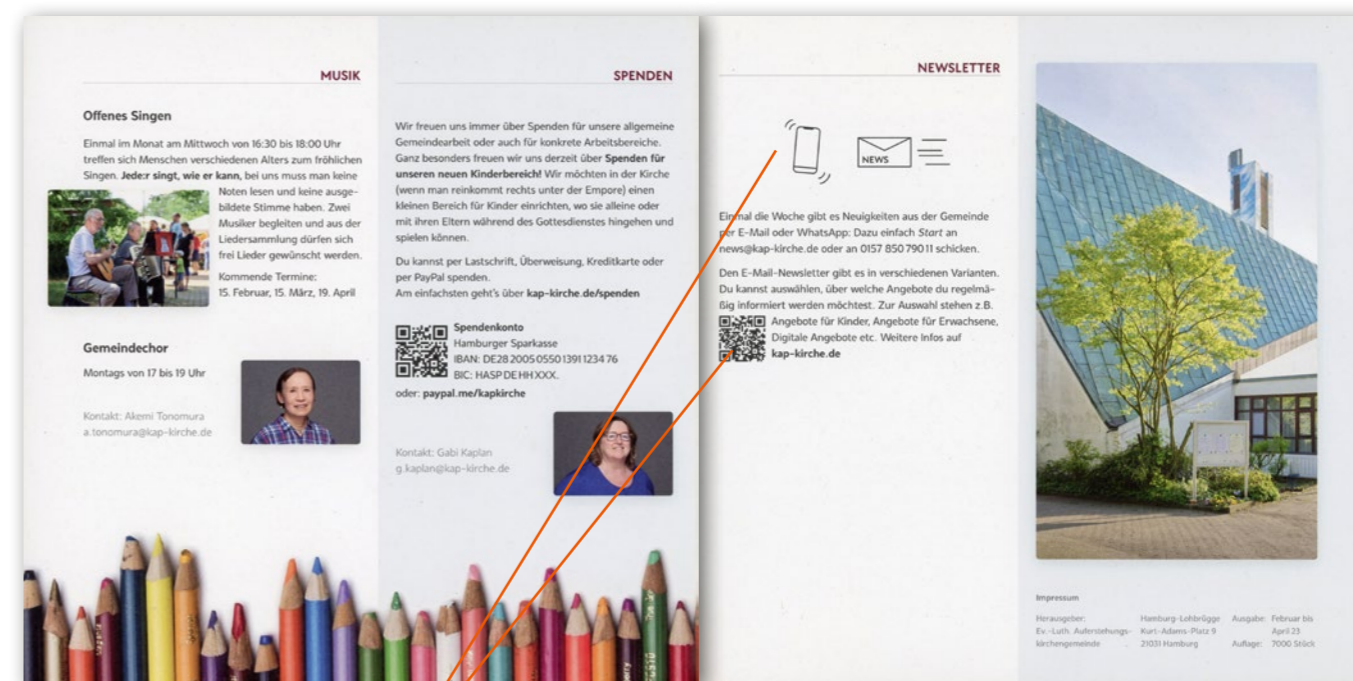 MUSIK
Offenes Singen
Einmal im Monat am Mittwoch von 16:30 bis 18:00 Uhr
treffen sich Menschen verschiedenen Alters zum fröhlichen
Singen. Jede:r singt, wie er kann, bei uns muss man keine
Noten lesen und keine ausge-
bildete Stimme haben. Zwei
Musiker begleiten und aus der
Liedersammlung dürfen sich
frei Lieder gewünscht werden.
Kommende Termine:
15. Februar, 15. März, 19. April
Gemeindechor
Montags von 17 bis 19 Uhr
Kontakt: Akemi Tonomura
a.tonomura@kap-kirche.de
SPENDEN
Wir freuen uns immer über Spenden für unsere allgemeine
Gemeindearbeit oder auch für konkrete Arbeitsbereiche.
Ganz besonders freuen wir uns derzeit über Spenden für
unseren neuen Kinderbereich! Wir möchten in der Kirche
(wenn man reinkommt rechts unter der Empore) einen
kleinen Bereich für Kinder einrichten, wo sie alleine oder
mit ihren Eltern während des Gottesdienstes hingehen und
spielen können.
Du kannst per Lastschrift, Überweisung, Kreditkarte oder
per PayPal spenden.
Am einfachsten geht's über kap-kirche.de/spenden
Spendenkonto
Hamburger Sparkasse
IBAN: DE28 2005 0550 1391 1234 76
BIC: HASP DE HH XXX.
oder: paypal.me/kapkirche
Kontakt: Gabi Kaplan
g.kaplan@kap-kirche.de
NEWSLETTER
NEWS
Einmal die Woche gibt es Neuigkeiten aus der Gemeinde
per E-Mail oder WhatsApp: Dazu einfach Start an
news@kap-kirche.de oder an 0157 850 790 11 schicken.
Den E-Mail-Newsletter gibt es in verschiedenen Varianten.
Du kannst auswählen, über welche Angebote du regelmä-
ßig informiert werden möchtest. Zur Auswahl stehen z.B.
Angebote für Kinder, Angebote für Erwachsene,
Digitale Angebote etc. Weitere Infos auf
kap-kirche.de
Impressum
Herausgeber:
Ev.-Luth. Auferstehungs-
kirchengemeinde
Hamburg-Lohbrügge
Kurt-Adams-Platz 9
21031 Hamburg
Ausgabe: Februar bis
April 23
Auflage: 7000 Stück